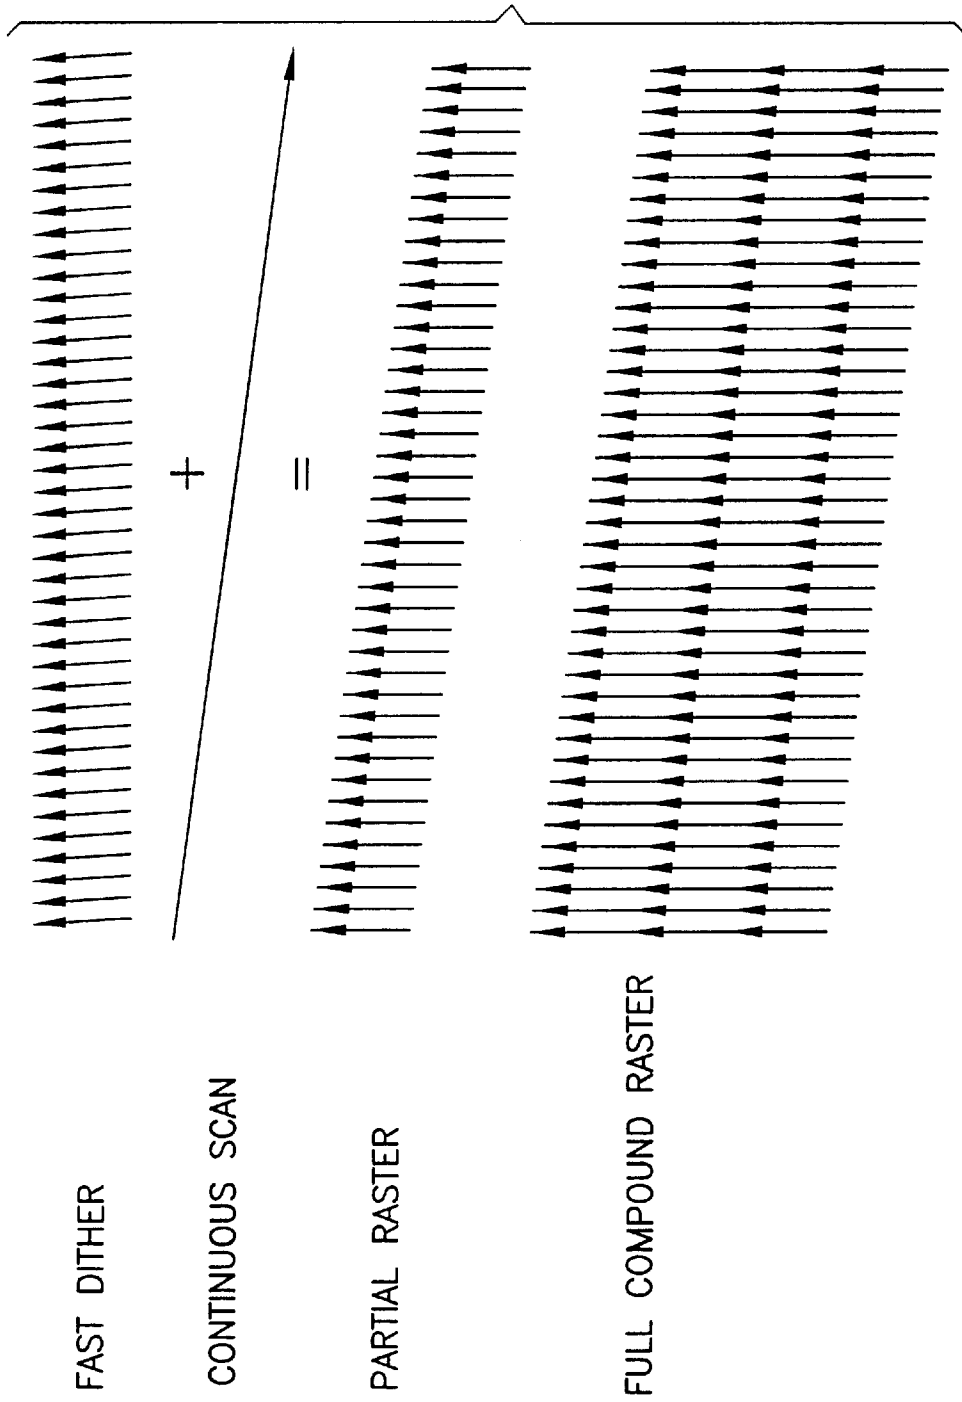 FAST DITHER
+
CONTINUOUS SCAN
=
PARTIAL RASTER
FULL COMPOUND RASTER